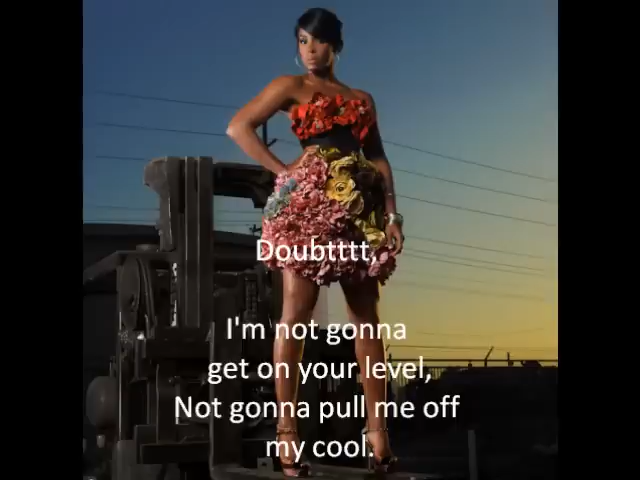 Doubtttt,
I'm not gonna
get on your level,
Not gonna pull me off
my cool.